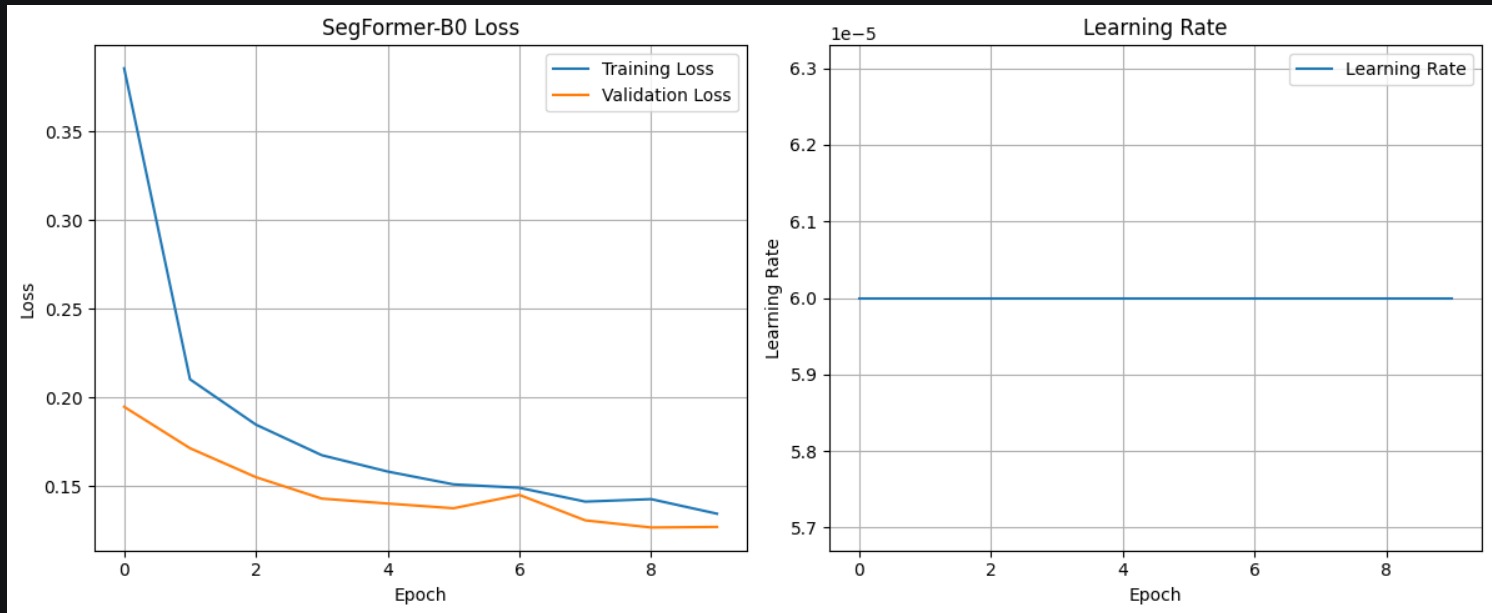 SegFormer-B0 Loss
Training Loss
Validation Loss
0.35
0.30
0.25
0.20
0.15
Loss
0
2
4
6
8
Epoch
Learning Rate
1e−5
Learning Rate
6.3
6.2
6.1
6.0
5.9
5.8
5.7
Learning Rate
0
2
4
6
8
Epoch